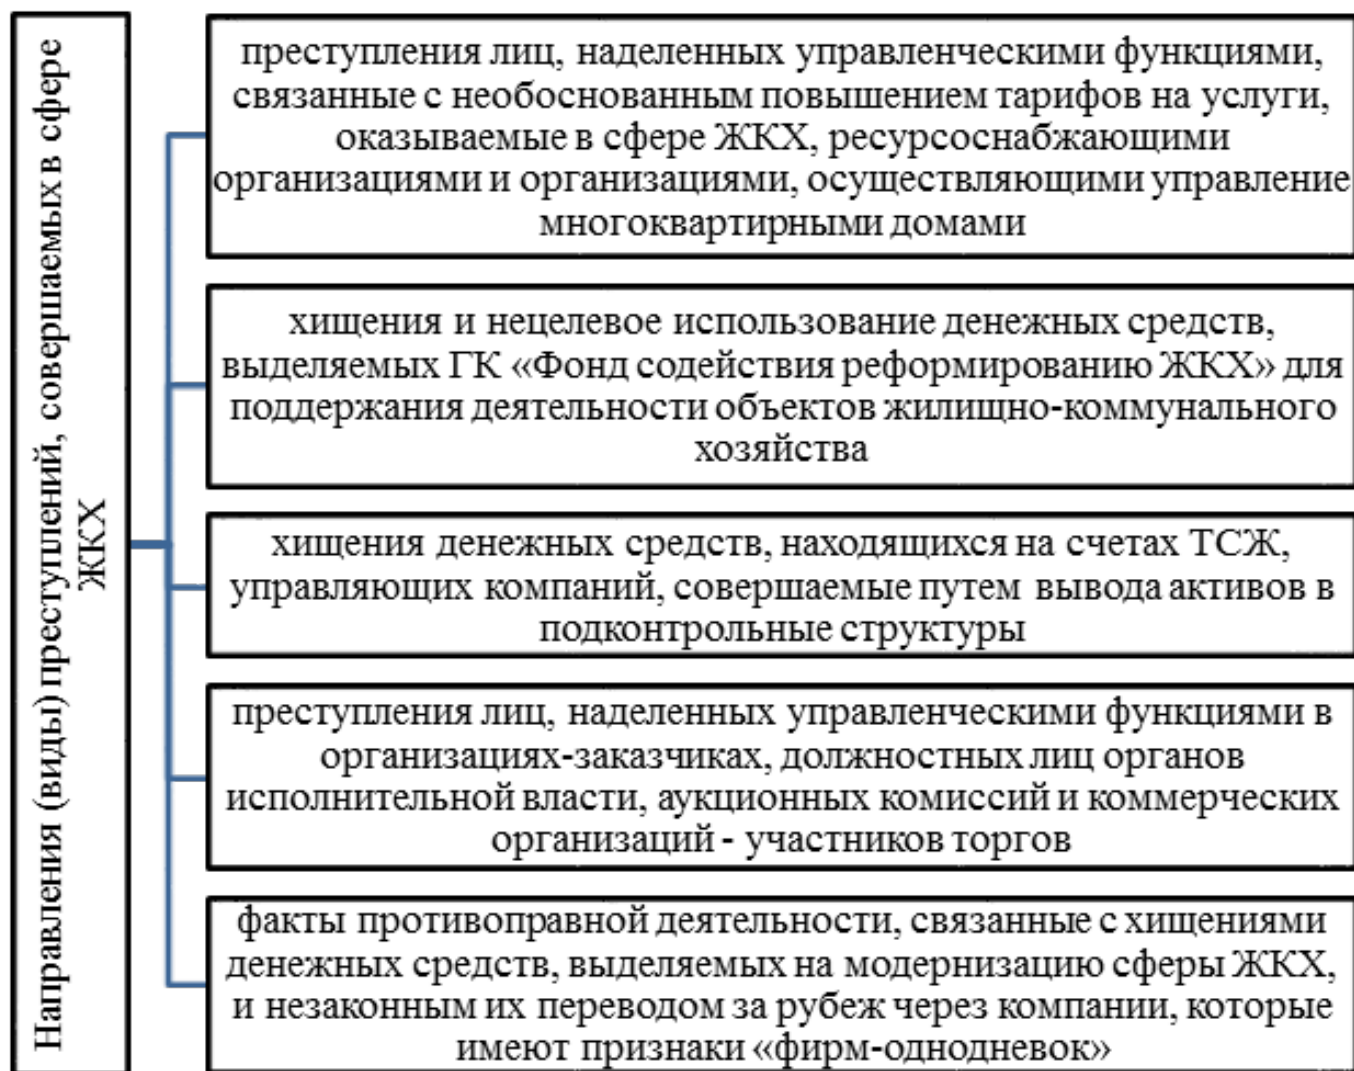 Направления (виды) преступлений, совершаемых в сфере
ЖКХ
преступления лиц, наделенных управленческими функциями,
связанные с необоснованным повышением тарифов на услуги,
оказываемые в сфере ЖКХ, ресурсоснабжающими
организациями и организациями, осуществляющими управление
многоквартирными домами
хищения и нецелевое использование денежных средств,
выделяемых ГК «Фонд содействия реформированию ЖКХ» для
поддержания деятельности объектов жилищно-коммунального
хозяйства
хищения денежных средств, находящихся на счетах ТСЖ,
управляющих компаний, совершаемые путем вывода активов в
подконтрольные структуры
преступления лиц, наделенных управленческими функциями в
организациях-заказчиках, должностных лиц органов
исполнительной власти, аукционных комиссий и коммерческих
организаций - участников торгов
факты противоправной деятельности, связанные с хищениями
денежных средств, выделяемых на модернизацию сферы ЖКХ,
и незаконным их переводом за рубеж через компании, которые
имеют признаки «фирм-однодневок»